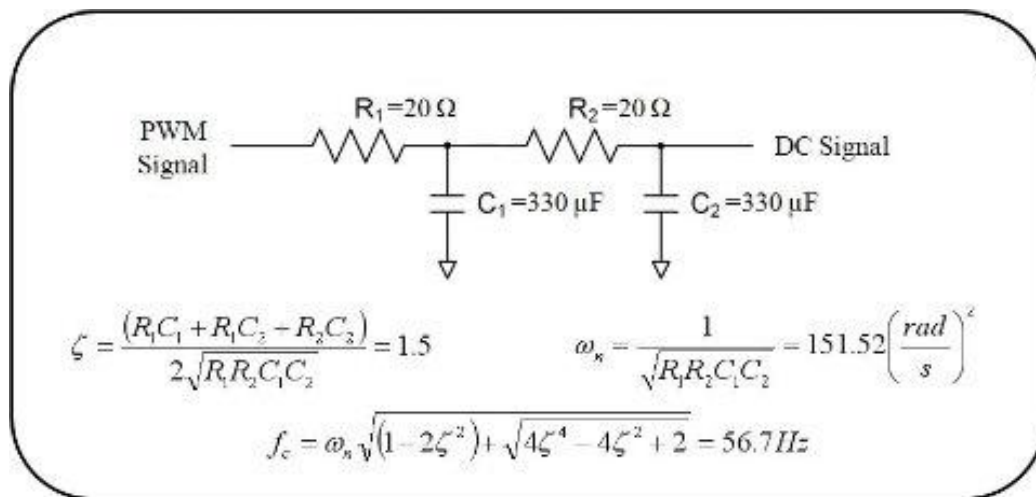 R₁=20 Ω R₂=20 Ω
PWM
Signal
DC Signal
C₁=330 μF C₂=330 μF
ζ = (R₁C₁ + R₁C₂ + R₂C₂) / 2√(R₁R₂C₁C₂) = 1.5 ωₙ = 1 / √(R₁R₂C₁C₂) = 151.52(rad/s)²
f_c = ωₙ√((1 − 2ζ²) + √(4ζ⁴ − 4ζ² + 2)) = 56.7Hz